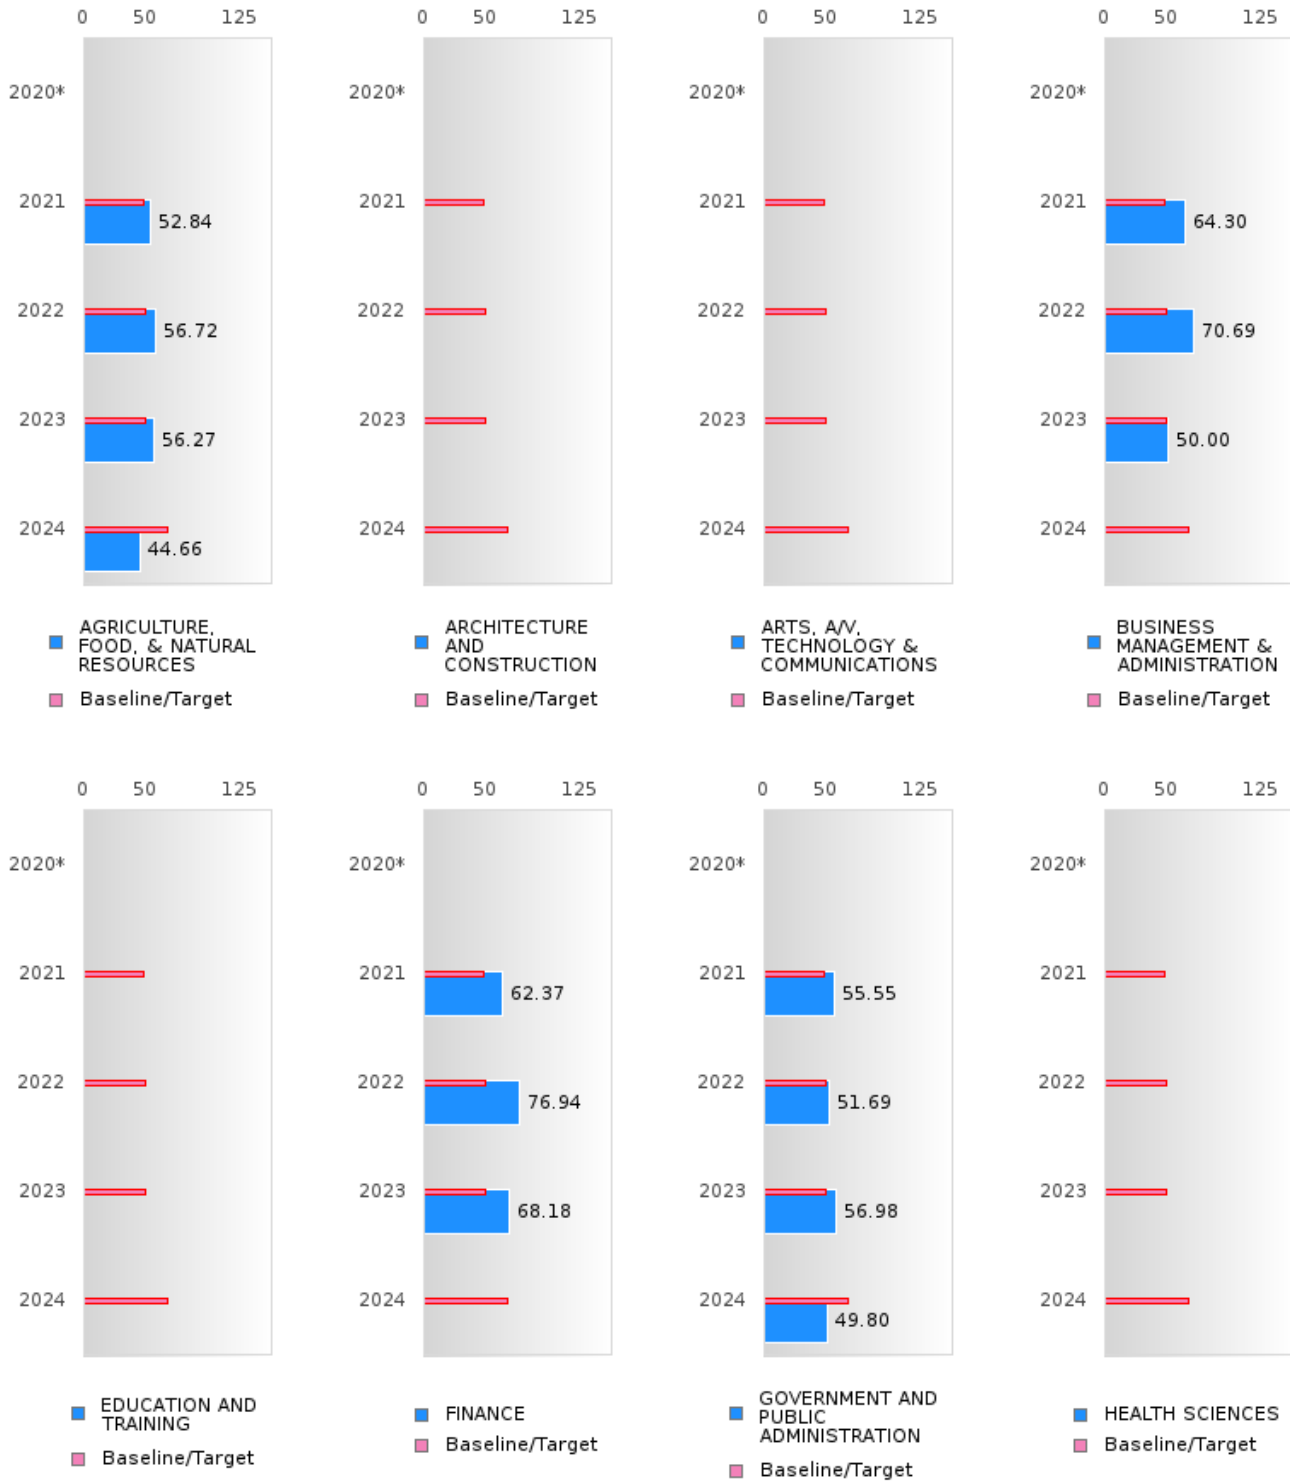 0 50 125
2020*
2021
52.84
2022
56.72
2023
56.27
2024
44.66
AGRICULTURE,
FOOD, & NATURAL
RESOURCES
Baseline/Target
0 50 125
2020*
2021
2022
2023
2024
ARCHITECTURE
AND
CONSTRUCTION
Baseline/Target
0 50 125
2020*
2021
2022
2023
2024
ARTS, A/V,
TECHNOLOGY &
COMMUNICATIONS
Baseline/Target
0 50 125
2020*
2021
64.30
2022
70.69
2023
50.00
2024
BUSINESS
MANAGEMENT &
ADMINISTRATION
Baseline/Target
0 50 125
2020*
2021
2022
2023
2024
EDUCATION AND
TRAINING
Baseline/Target
0 50 125
2020*
2021
62.37
2022
76.94
2023
68.18
2024
FINANCE
Baseline/Target
0 50 125
2020*
2021
55.55
2022
51.69
2023
56.98
2024
49.80
GOVERNMENT AND
PUBLIC
ADMINISTRATION
Baseline/Target
0 50 125
2020*
2021
2022
2023
2024
HEALTH SCIENCES
Baseline/Target